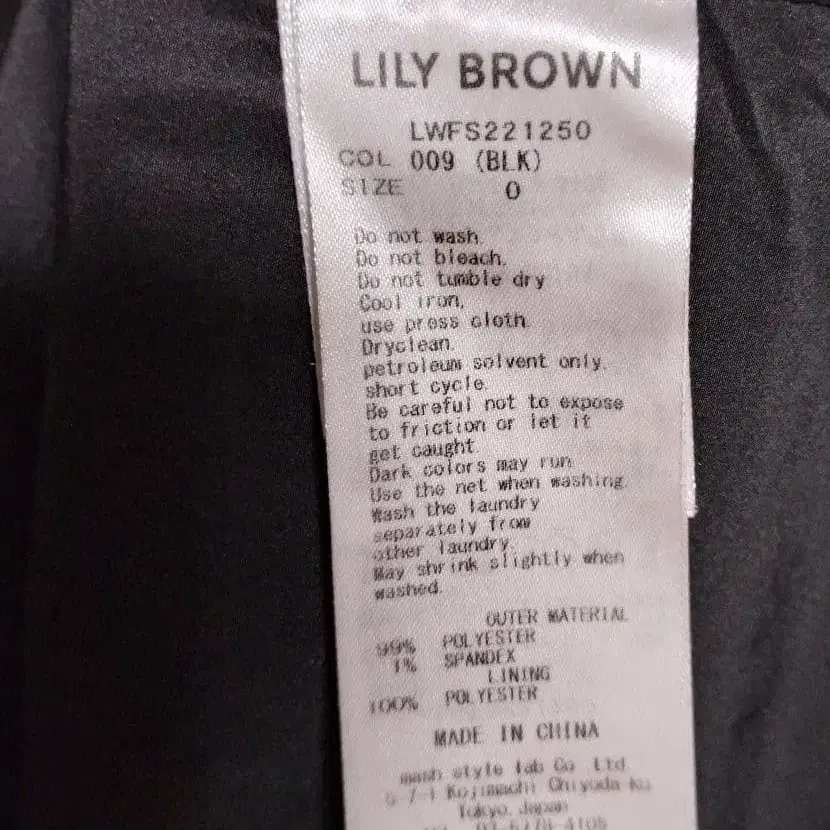 LILY BROWN
LWFS221250
COL 009 (BLK)
SIZE 0
Do not wash.
Do not bleach.
Do not tumble dry
Cool iron,
use press cloth
Dryclean.
petroleum solvent only.
short cycle.
Be careful not to expose
to friction or let it
get caught
Dark colors may run
Use the net when washing.
Wash the laundry
separately from
other laundry.
May shrink slightly when
washed.
OUTER MATERIAL
99% POLYESTER
1% SPANDEX
LINING
100% POLYESTER
MADE IN CHINA
mash style lab Co Ltd.
5-7-1 Kojimachi Chiyoda-ku
Tokyo, Japan